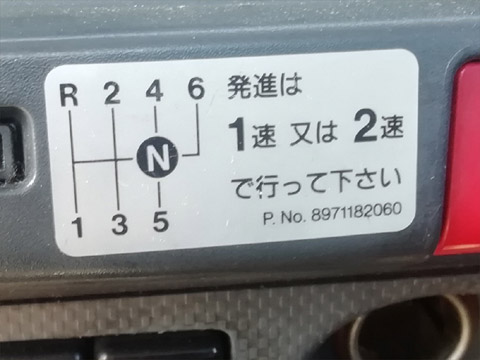 R 2 4 6
N
1 3 5
発進は
1速 又は 2速
で行って下さい
P. No. 8971182060